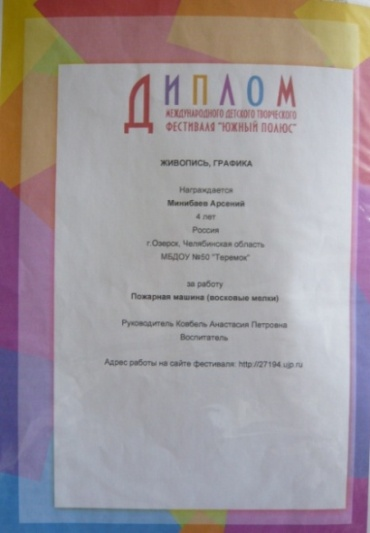 ДИПЛОМ
МЕЖДУНАРОДНОГО ДЕТСКОГО ТВОРЧЕСКОГО
ФЕСТИВАЛЯ "ЮЖНЫЙ ПОЛЮС"
ЖИВОПИСЬ, ГРАФИКА
Награждается
Минибаев Арсений
4 лет
Россия
г.Озерск, Челябинская область
МБДОУ №50 "Теремок"
за работу
Пожарная машина (восковые мелки)
Руководитель Ковбель Анастасия Петровна
Воспитатель
Адрес работы на сайте фестиваля: http://27194.ujp.ru